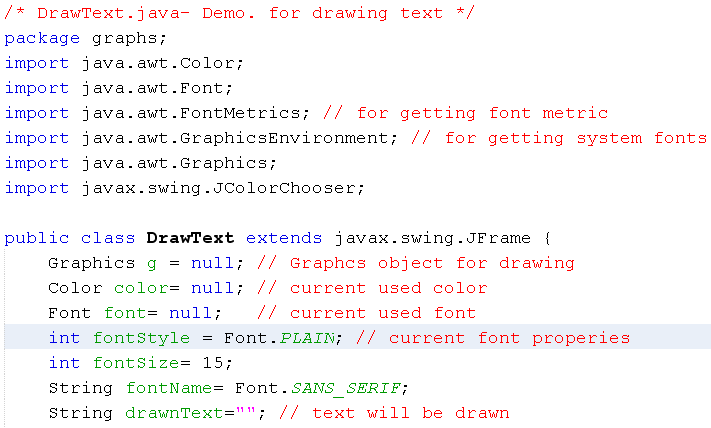 /* DrawText.java- Demo. for drawing text */
package graphs;
import java.awt.Color;
import java.awt.Font;
import java.awt.FontMetrics; // for getting font metric
import java.awt.GraphicsEnvironment; // for getting system fonts
import java.awt.Graphics;
import javax.swing.JColorChooser;

public class DrawText extends javax.swing.JFrame {
    Graphics g = null; // Graphcs object for drawing
    Color color= null; // current used color
    Font font= null;   // current used font
    int fontStyle = Font.PLAIN; // current font properies
    int fontSize= 15;
    String fontName= Font.SANS_SERIF;
    String drawnText=""; // text will be drawn